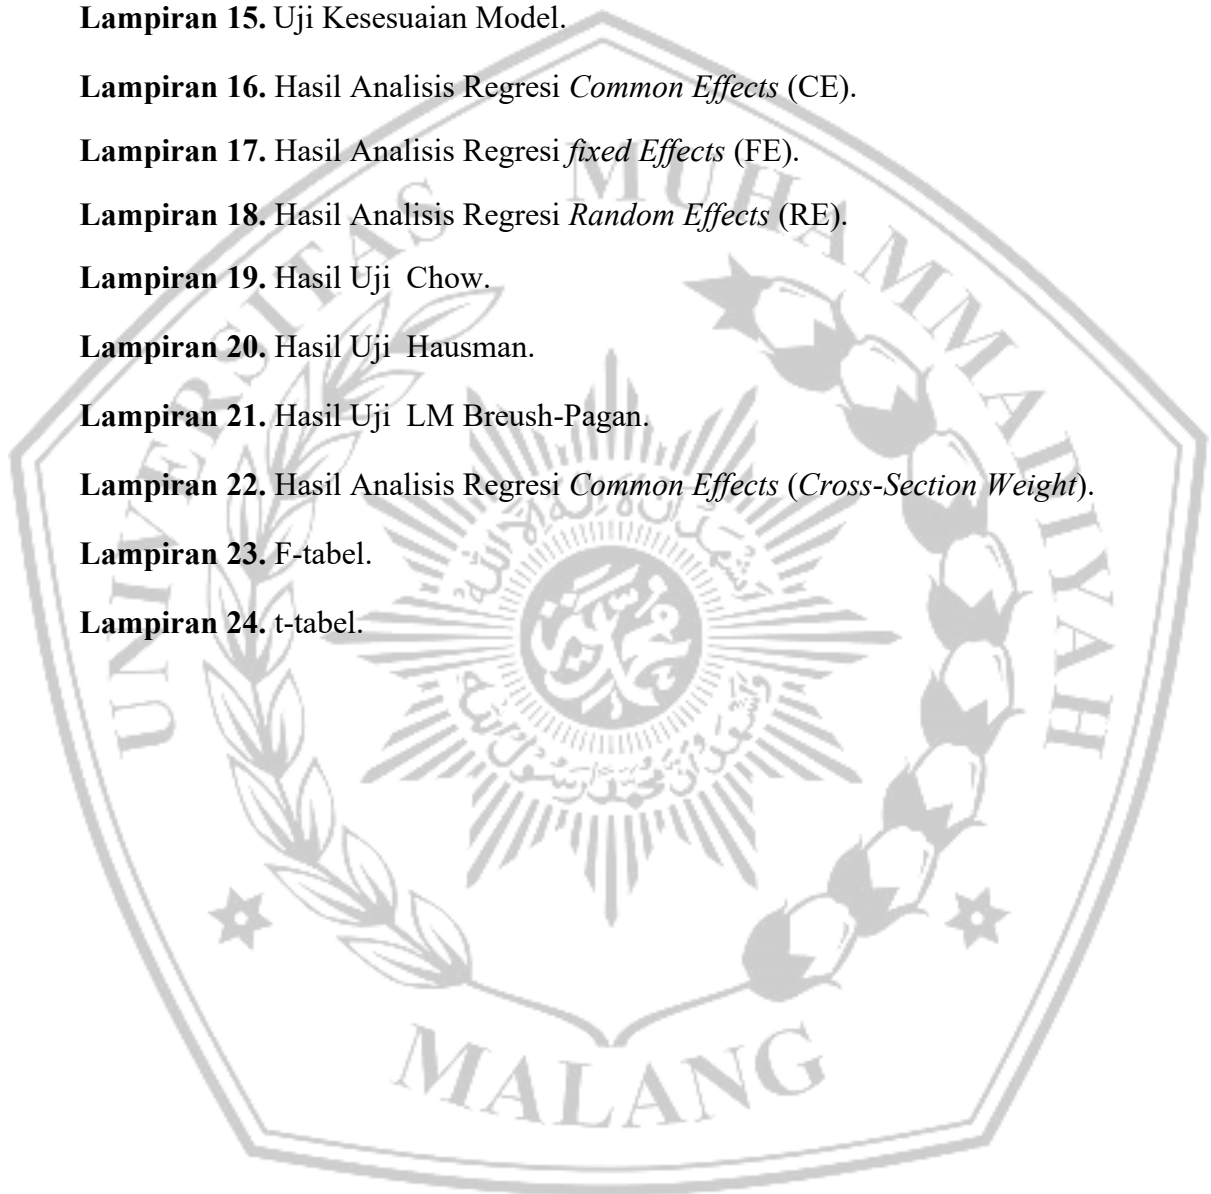 Lampiran 15. Uji Kesesuaian Model.
Lampiran 16. Hasil Analisis Regresi Common Effects (CE).
Lampiran 17. Hasil Analisis Regresi fixed Effects (FE).
Lampiran 18. Hasil Analisis Regresi Random Effects (RE).
Lampiran 19. Hasil Uji  Chow.
Lampiran 20. Hasil Uji  Hausman.
Lampiran 21. Hasil Uji  LM Breush-Pagan.
Lampiran 22. Hasil Analisis Regresi Common Effects (Cross-Section Weight).
Lampiran 23. F-tabel.
Lampiran 24. t-tabel.
UNIVERSITAS MUHAMMADIYAH
MALANG